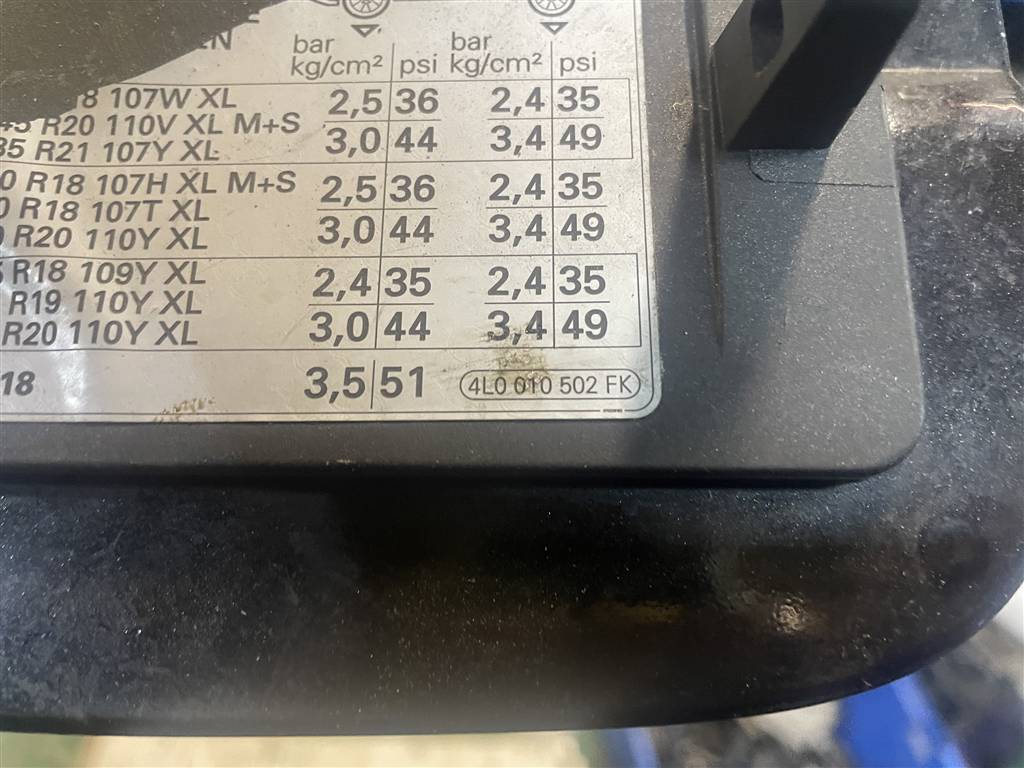 bar bar
kg/cm² psi kg/cm² psi
18 107W XL 2,5 36 2,4 35
R20 110V XL M+S
35 R21 107Y XL 3,0 44 3,4 49
0 R18 107H XL M+S 2,5 36 2,4 35
0 R18 107T XL
R20 110Y XL 3,0 44 3,4 49
R18 109Y XL 2,4 35 2,4 35
R19 110Y XL
R20 110Y XL 3,0 44 3,4 49
18 3,5 51 4L0 010 502 FK